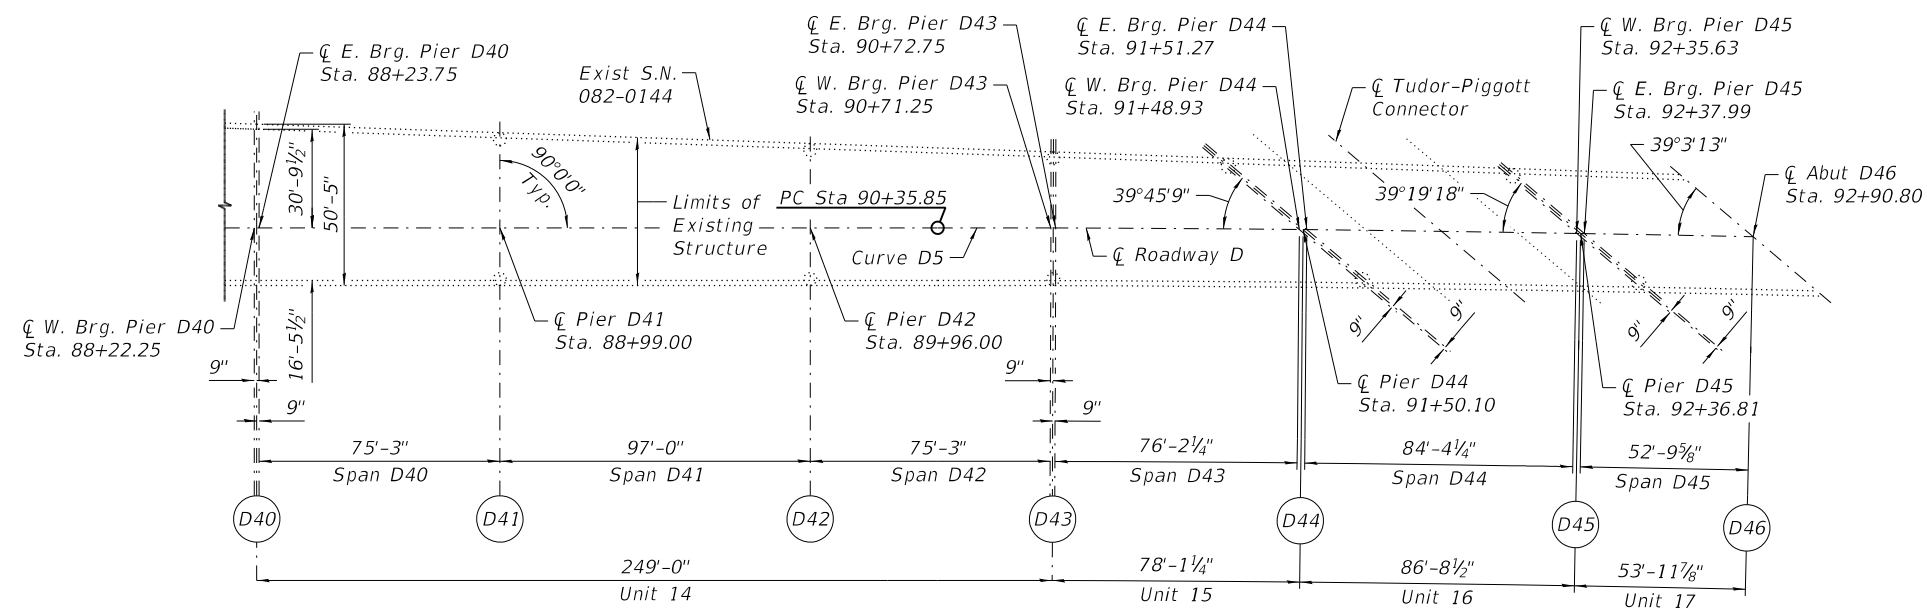 ℄ E. Brg. Pier D40
Sta. 88+23.75
Exist S.N.
082-0144
℄ E. Brg. Pier D43
Sta. 90+72.75
℄ W. Brg. Pier D43
Sta. 90+71.25
℄ E. Brg. Pier D44
Sta. 91+51.27
℄ W. Brg. Pier D44
Sta. 91+48.93
℄ Tudor-Piggott
Connector
℄ W. Brg. Pier D45
Sta. 92+35.63
℄ E. Brg. Pier D45
Sta. 92+37.99
39°3'13"
℄ Abut D46
Sta. 92+90.80
30'-9½"
50'-5"
90°0'0"
Typ.
Limits of
Existing
Structure
PC Sta 90+35.85
39°45'9"
39°19'18"
Curve D5
℄ Roadway D
℄ W. Brg. Pier D40
Sta. 88+22.25
16'-5½"
℄ Pier D41
Sta. 88+99.00
℄ Pier D42
Sta. 89+96.00
9"
9"
9"
9"
℄ Pier D44
Sta. 91+50.10
℄ Pier D45
Sta. 92+36.81
9"
9"
9"
9"
75'-3"
Span D40
97'-0"
Span D41
75'-3"
Span D42
76'-2¼"
Span D43
84'-4¼"
Span D44
52'-9⅝"
Span D45
D40
D41
D42
D43
D44
D45
D46
249'-0"
Unit 14
78'-1¼"
Unit 15
86'-8½"
Unit 16
53'-11⅞"
Unit 17